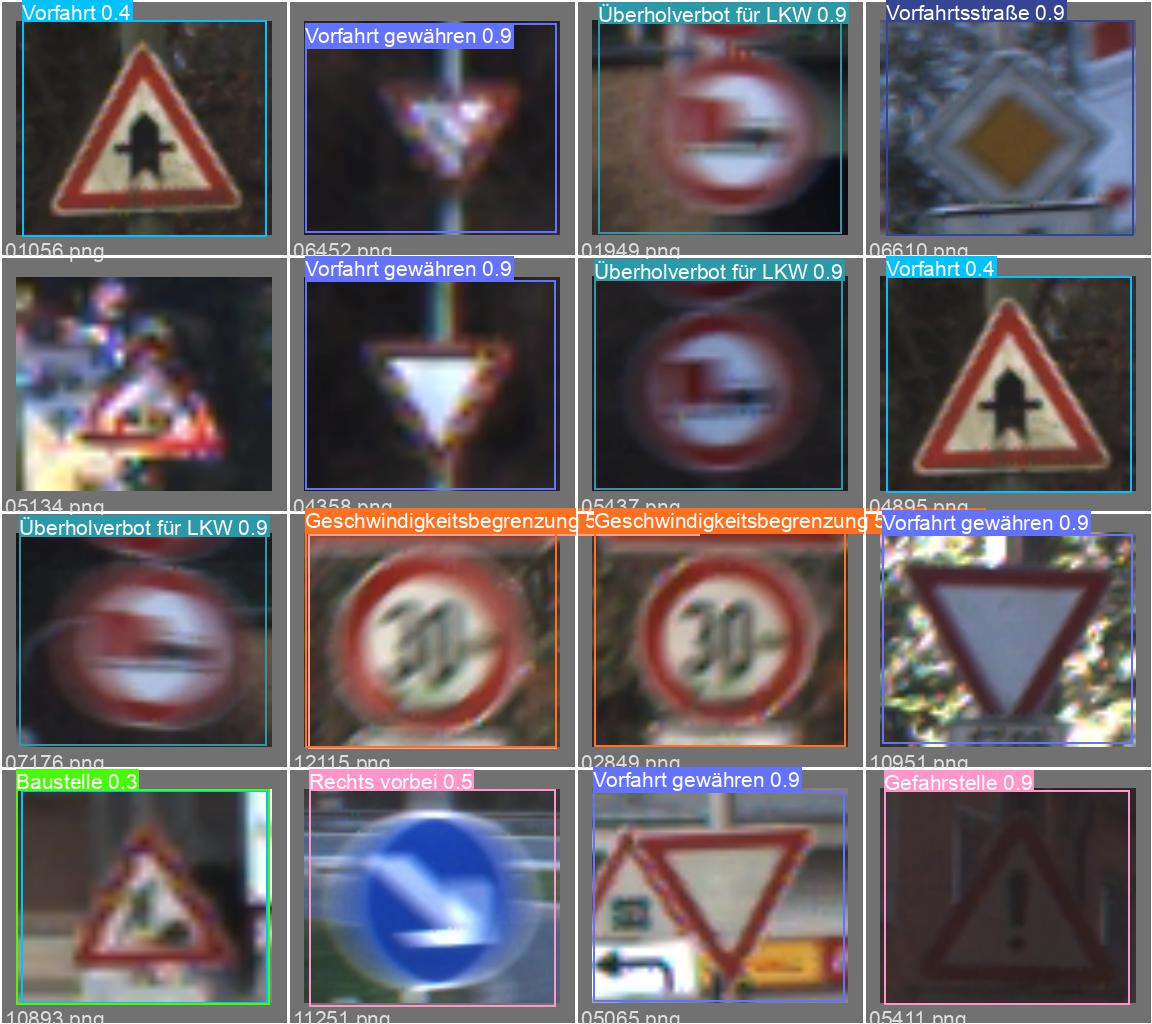 Vorfahrt 0.4
Vorfahrt gewähren 0.9
Überholverbot für LKW 0.9
Vorfahrtsstraße 0.9
01056.png
06452.png
01949.png
06610.png
Vorfahrt gewähren 0.9
Überholverbot für LKW 0.9
Vorfahrt 0.4
05134.png
04358.png
05437.png
04895.png
Überholverbot für LKW 0.9
Geschwindigkeitsbegrenzung 5
Geschwindigkeitsbegrenzung 5
Vorfahrt gewähren 0.9
30
30
07176.png
12115.png
02849.png
10951.png
Baustelle 0.3
Rechts vorbei 0.5
Vorfahrt gewähren 0.9
Gefahrstelle 0.9
!
10893.png
11251.png
05065.png
05411.png